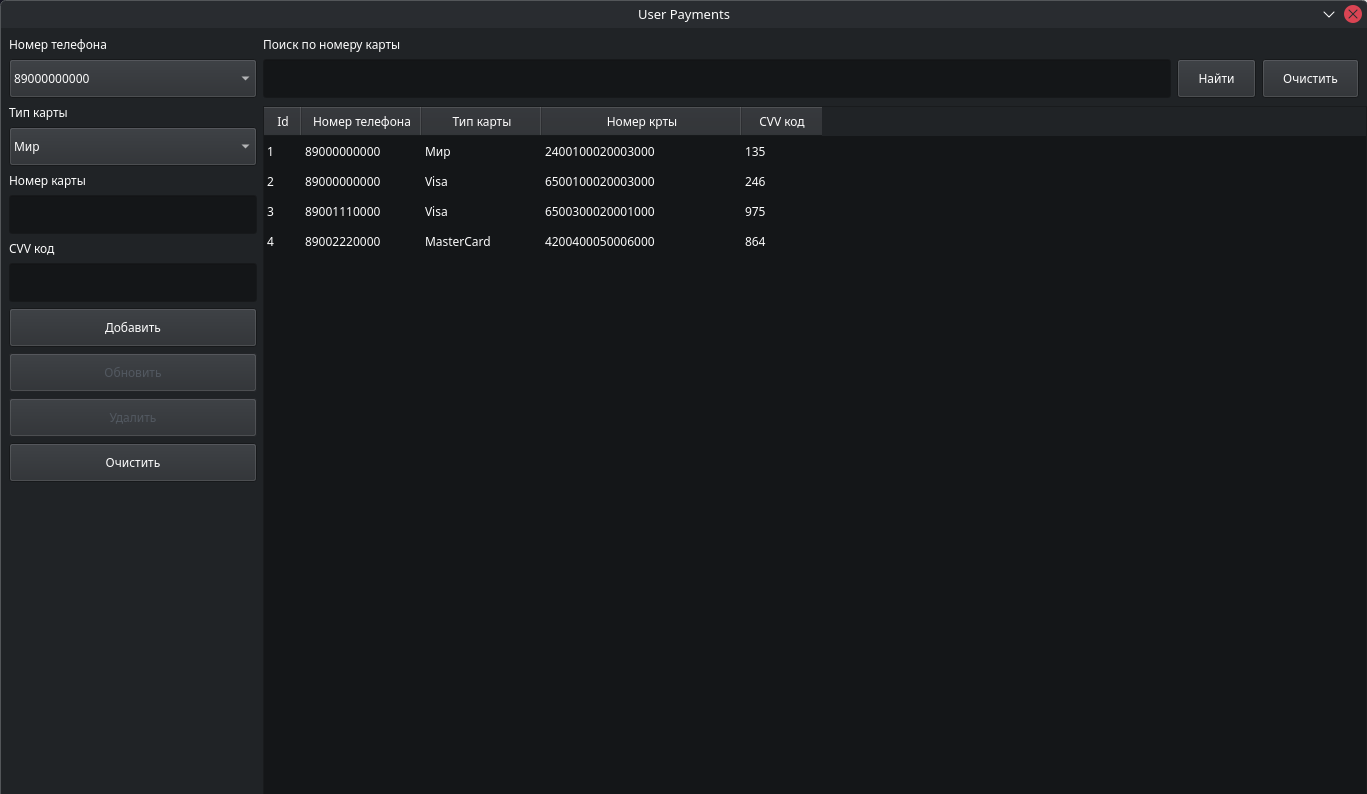 User Payments
Номер телефона
89000000000
Тип карты
Мир
Номер карты
CVV код
Добавить
Обновить
Удалить
Очистить
Поиск по номеру карты
Найти Очистить
Id Номер телефона Тип карты Номер крты CVV код
1 89000000000 Мир 2400100020003000 135
2 89000000000 Visa 6500100020003000 246
3 89001110000 Visa 6500300020001000 975
4 89002220000 MasterCard 4200400050006000 864